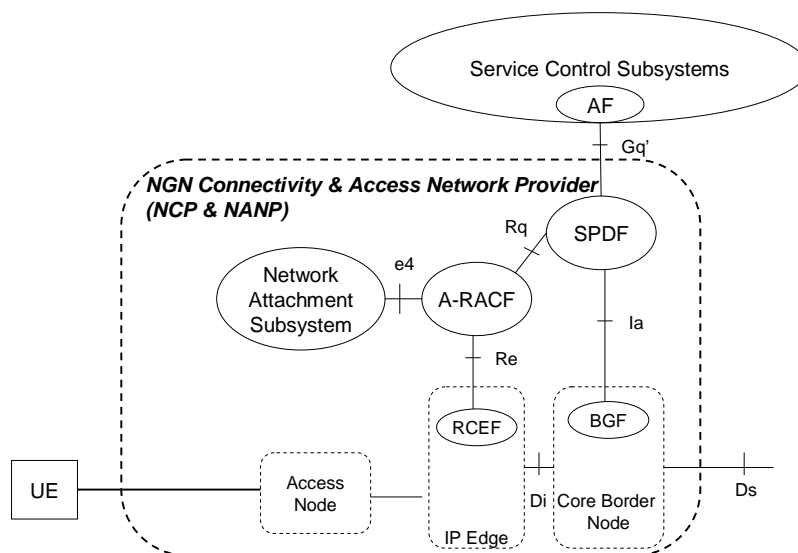 Service Control Subsystems
AF
Gq’
NGN Connectivity & Access Network Provider
(NCP & NANP)
Rq
SPDF
e4
Network
Attachment
Subsystem
A-RACF
Ia
Re
RCEF
BGF
UE
Access
Node
Di
Core Border
Node
Ds
IP Edge